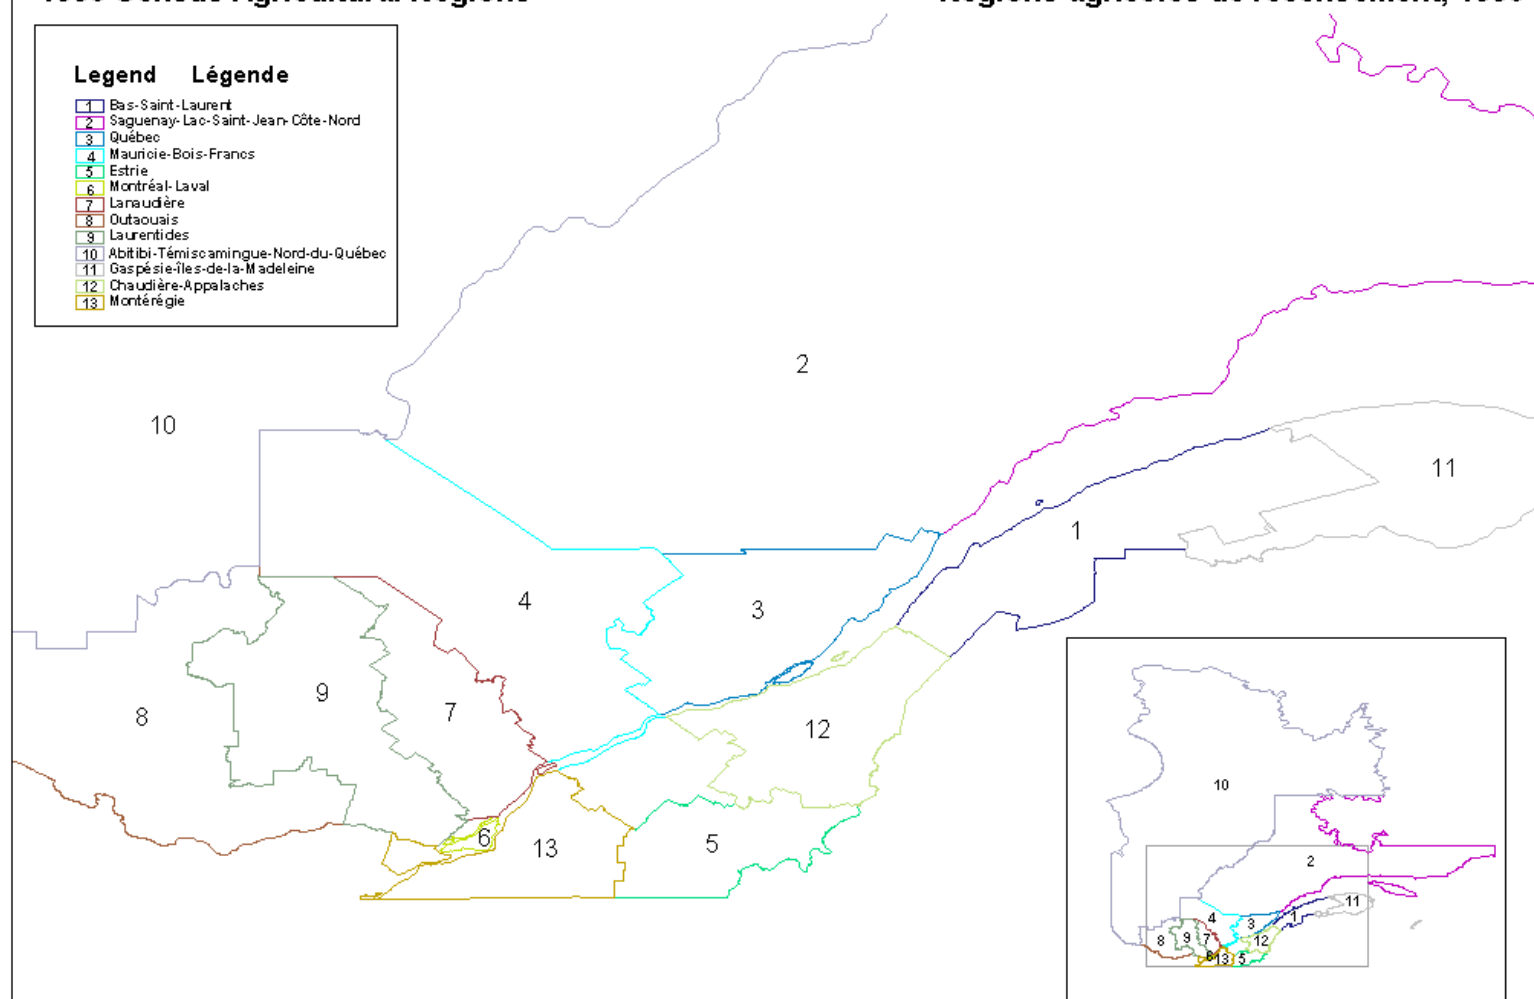 Legend Légende
1 Bas-Saint-Laurent
2 Saguenay-Lac-Saint-Jean-Côte-Nord
3 Québec
4 Mauricie-Bois-Francs
5 Estrie
6 Montréal-Laval
7 Lanaudière
8 Outaouais
9 Laurentides
10 Abitibi-Témiscamingue-Nord-du-Québec
11 Gaspésie-îles-de-la-Madeleine
12 Chaudière-Appalaches
13 Montérégie
2
10
11
1
4
3
9
7
8
12
6
13
5
10
2
11
4
3
1
8
9
7
12
6
13
5